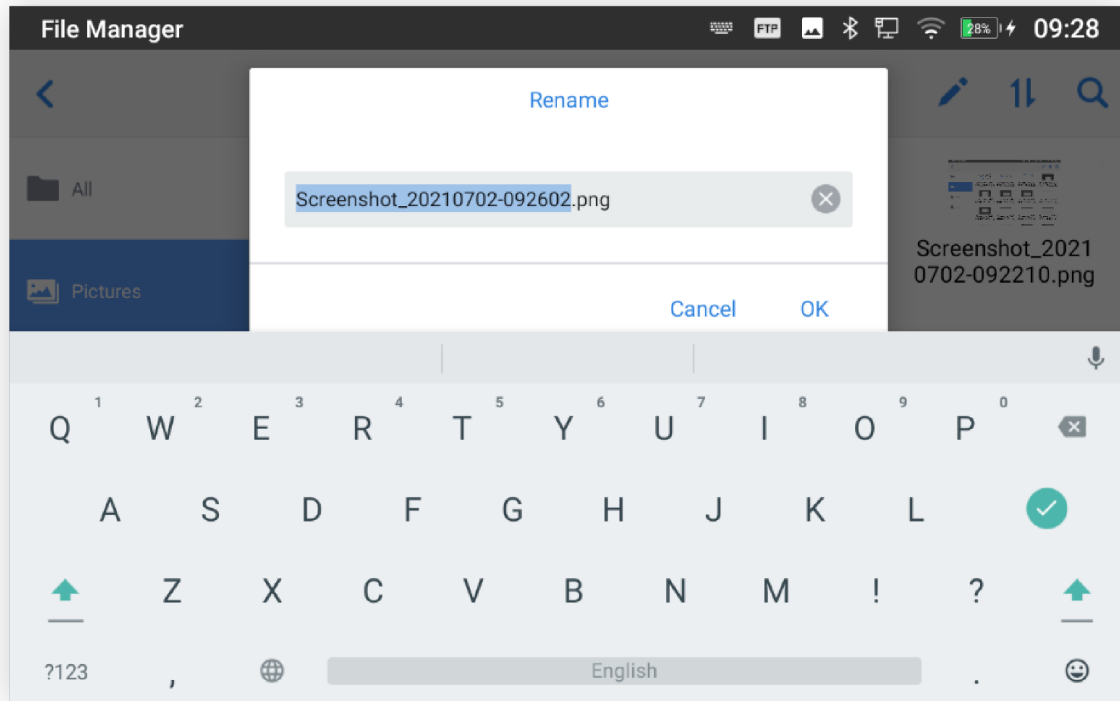 File Manager
FTP
28%
09:28
Rename
All
Screenshot_20210702-092602.png
Screenshot_2021
0702-092210.png
Pictures
Cancel
OK
1 2 3 4 5 6 7 8 9 0
Q W E R T Y U I O P
A S D F G H J K L
Z X C V B N M ! ?
?123 , English .